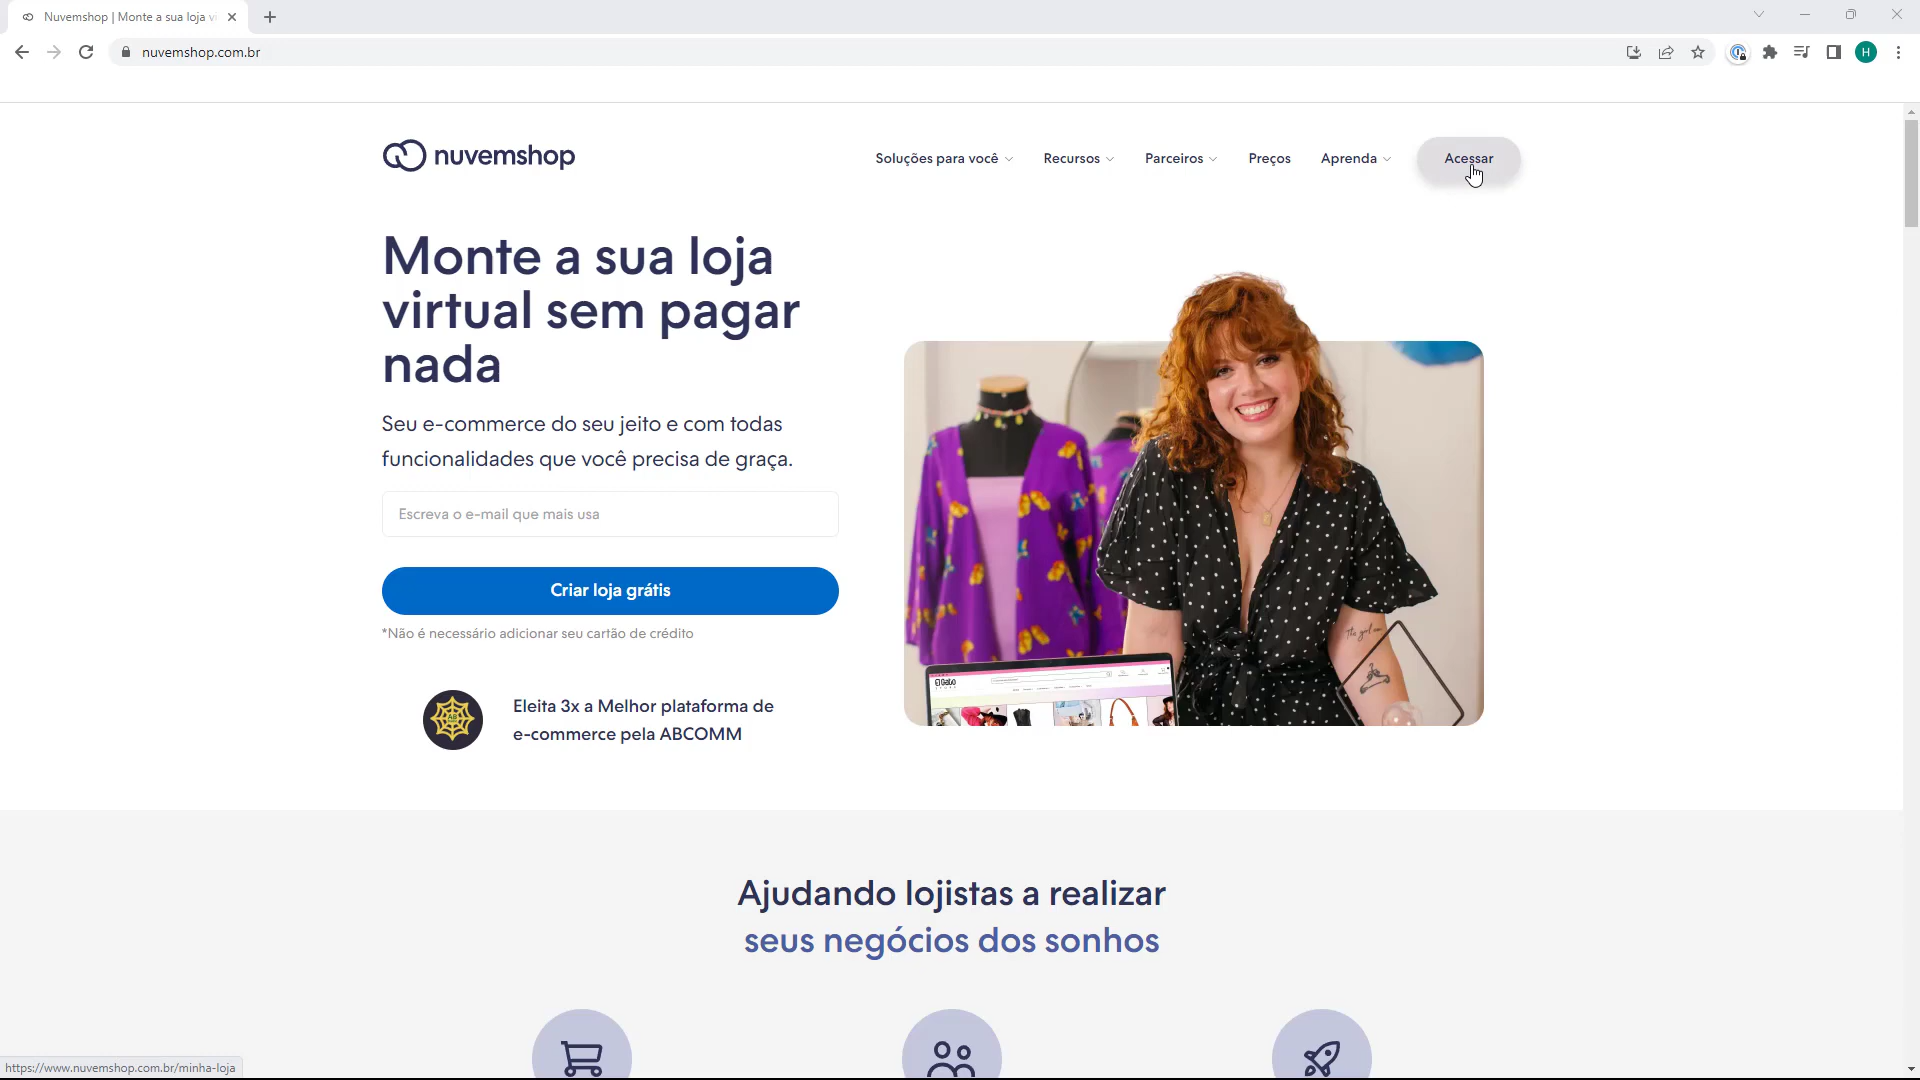 Nuvemshop | Monte a sua loja vi
nuvemshop.com.br
H
nuvemshop
Soluções para você
Recursos
Parceiros
Preços
Aprenda
Acessar
Monte a sua loja
virtual sem pagar
nada
Seu e-commerce do seu jeito e com todas
funcionalidades que você precisa de graça.
Escreva o e-mail que mais usa
Criar loja grátis
*Não é necessário adicionar seu cartão de crédito
Eleita 3x a Melhor plataforma de
e-commerce pela ABCOMM
El Gato
Ajudando lojistas a realizar
seus negócios dos sonhos
https://www.nuvemshop.com.br/minha-loja